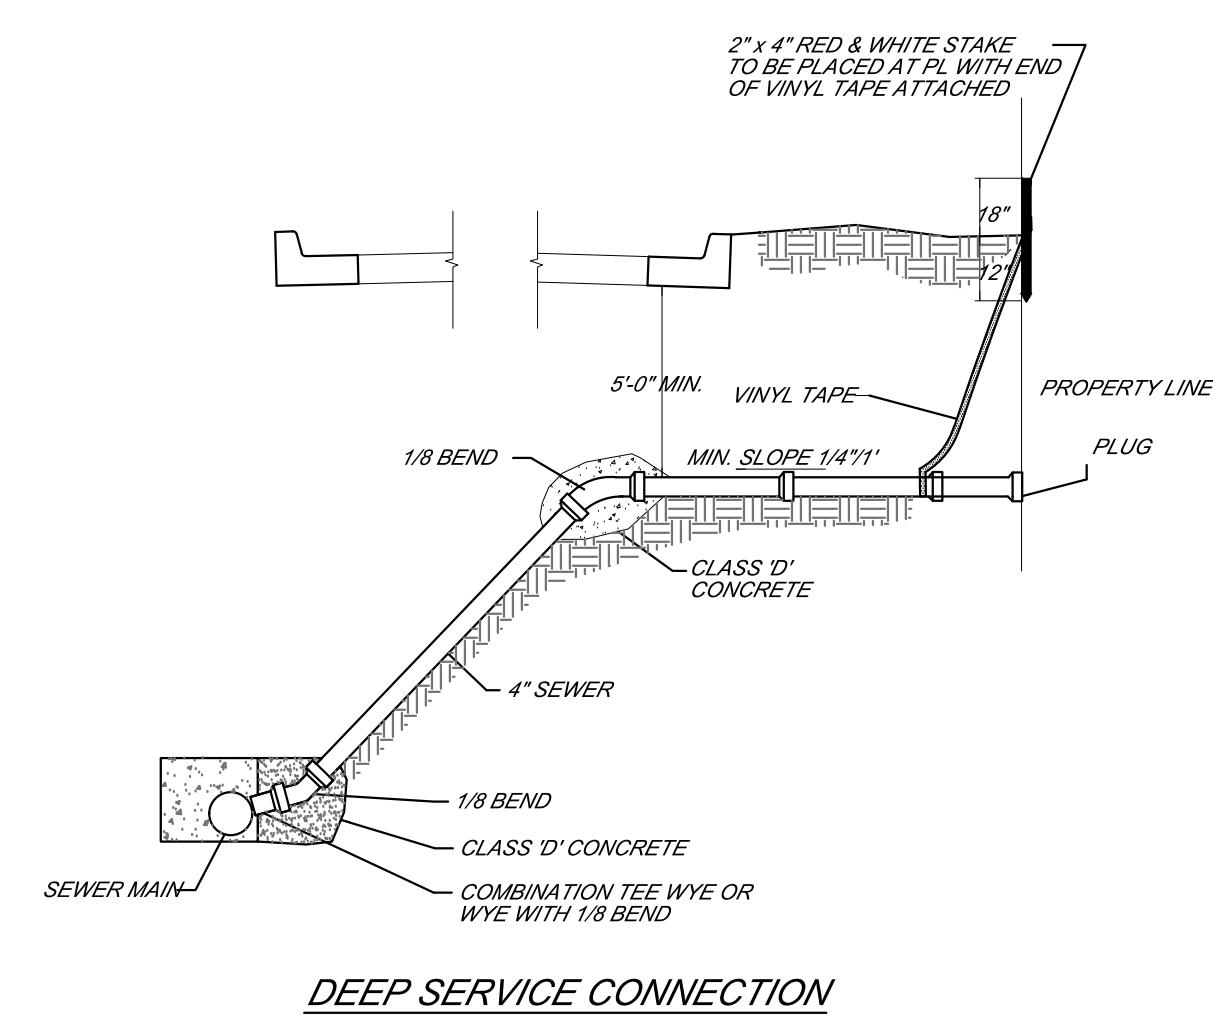 2" x 4" RED & WHITE STAKE
TO BE PLACED AT PL WITH END
OF VINYL TAPE ATTACHED
18"
12"
5'-0" MIN.
VINYL TAPE
PROPERTY LINE
PLUG
1/8 BEND
MIN. SLOPE 1/4"/1'
CLASS 'D'
CONCRETE
4" SEWER
1/8 BEND
CLASS 'D' CONCRETE
SEWER MAIN
COMBINATION TEE WYE OR
WYE WITH 1/8 BEND
DEEP SERVICE CONNECTION